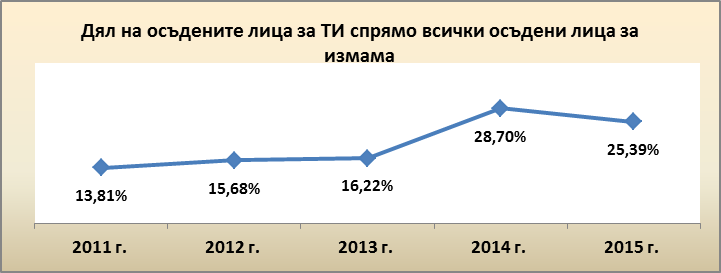 Дял на осъдените лица за ТИ спрямо всички осъдени лица за
измама
28,70%
25,39%
13,81%
15,68%
16,22%
2011 г.
2012 г.
2013 г.
2014 г.
2015 г.